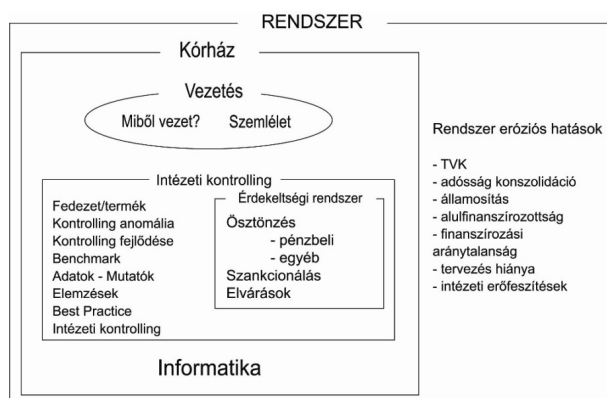 RENDSZER
Kórház
Vezetés
Miből vezet? Szemlélet
Intézeti kontrolling
Fedezet/termék
Kontrolling anomália
Kontrolling fejlődése
Benchmark
Adatok - Mutatók
Elemzések
Best Practice
Intézeti kontrolling
Érdekeltségi rendszer
Ösztönzés
- pénzbeli
- egyéb
Szankcionálás
Elvárások
Informatika
Rendszer eróziós hatások
- TVK
- adósság konszolidáció
- államosítás
- alulfinanszírozottság
- finanszírozási
aránytalanság
- tervezés hiánya
- intézeti erőfeszítések